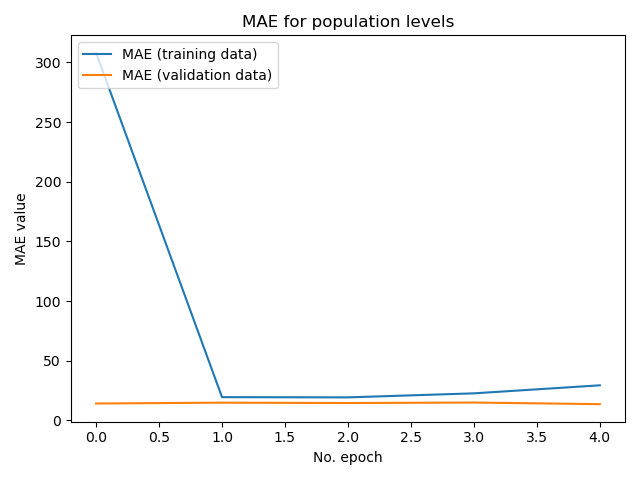 MAE for population levels
MAE (training data)
MAE (validation data)
300
250
200
150
100
50
0
MAE value
0.0 0.5 1.0 1.5 2.0 2.5 3.0 3.5 4.0
No. epoch